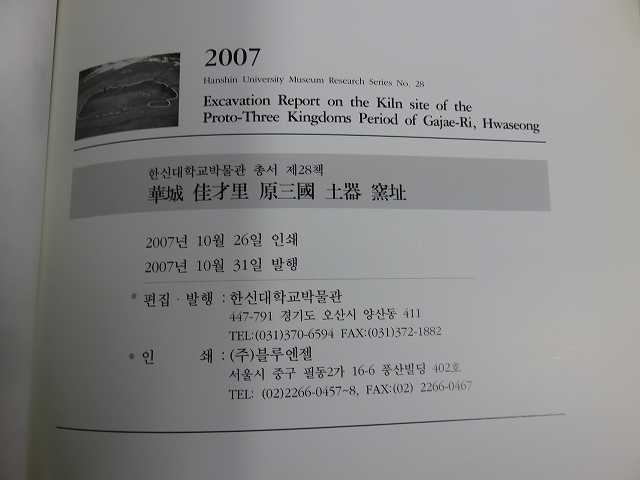 2007
Hanshin University Museum Research Series No. 28
Excavation Report on the Kiln site of the
Proto-Three Kingdoms Period of Gajae-Ri, Hwaseong
한신대학교박물관 총서 제28책
華城 佳才里 原三國 土器 窯址
2007년 10월 26일 인쇄
2007년 10월 31일 발행
편집 · 발행 : 한신대학교박물관
447-791 경기도 오산시 양산동 411
TEL:(031)370-6594 FAX:(031)372-1882
인 쇄 : (주)블루엔젤
서울시 중구 필동2가 16-6 풍산빌딩 402호
TEL: (02)2266-0457~8, FAX:(02) 2266-0467